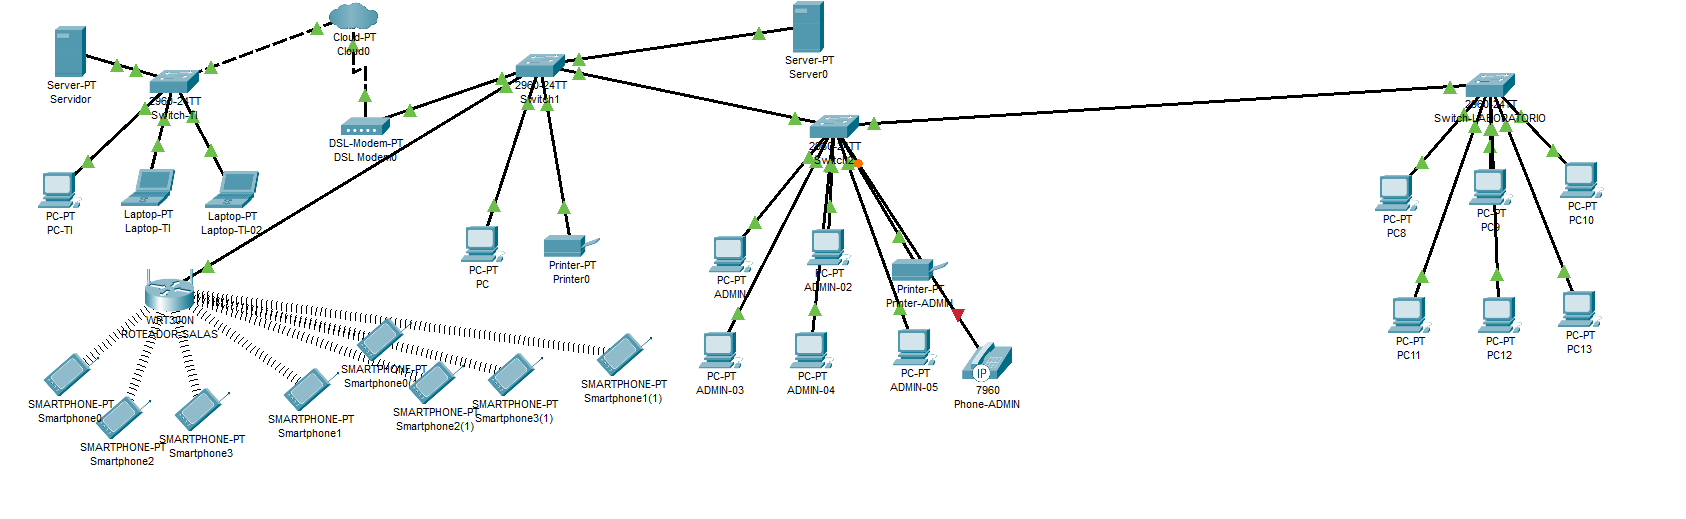 Cloud-PT
Cloud0
Server-PT
Servidor
2960-24TT
Switch-TI
PC-PT
PC-TI
Laptop-PT
Laptop-TI
Laptop-PT
Laptop-TI-02
DSL-Modem-PT
DSL Modem0
2960-24TT
Switch1
Server-PT
Server0
PC-PT
PC
Printer-PT
Printer0
2960-24TT
Switch2
2960-24TT
Switch-LABORATORIO
PC-PT
ADMIN
PC-PT
ADMIN-02
Printer-PT
Printer-ADMIN
PC-PT
ADMIN-03
PC-PT
ADMIN-04
PC-PT
ADMIN-05
IP
7960
Phone-ADMIN
PC-PT
PC8
PC-PT
PC9
PC-PT
PC10
PC-PT
PC11
PC-PT
PC12
PC-PT
PC13
WRT300N
ROTEADOR-SALAS
SMARTPHONE-PT
Smartphone0
SMARTPHONE-PT
Smartphone2
SMARTPHONE-PT
Smartphone3
SMARTPHONE-PT
Smartphone1
SMARTPHONE-PT
SMARTPHONE-PT
Smartphone2(1)
SMARTPHONE-PT
Smartphone3(1)
SMARTPHONE-PT
Smartphone1(1)